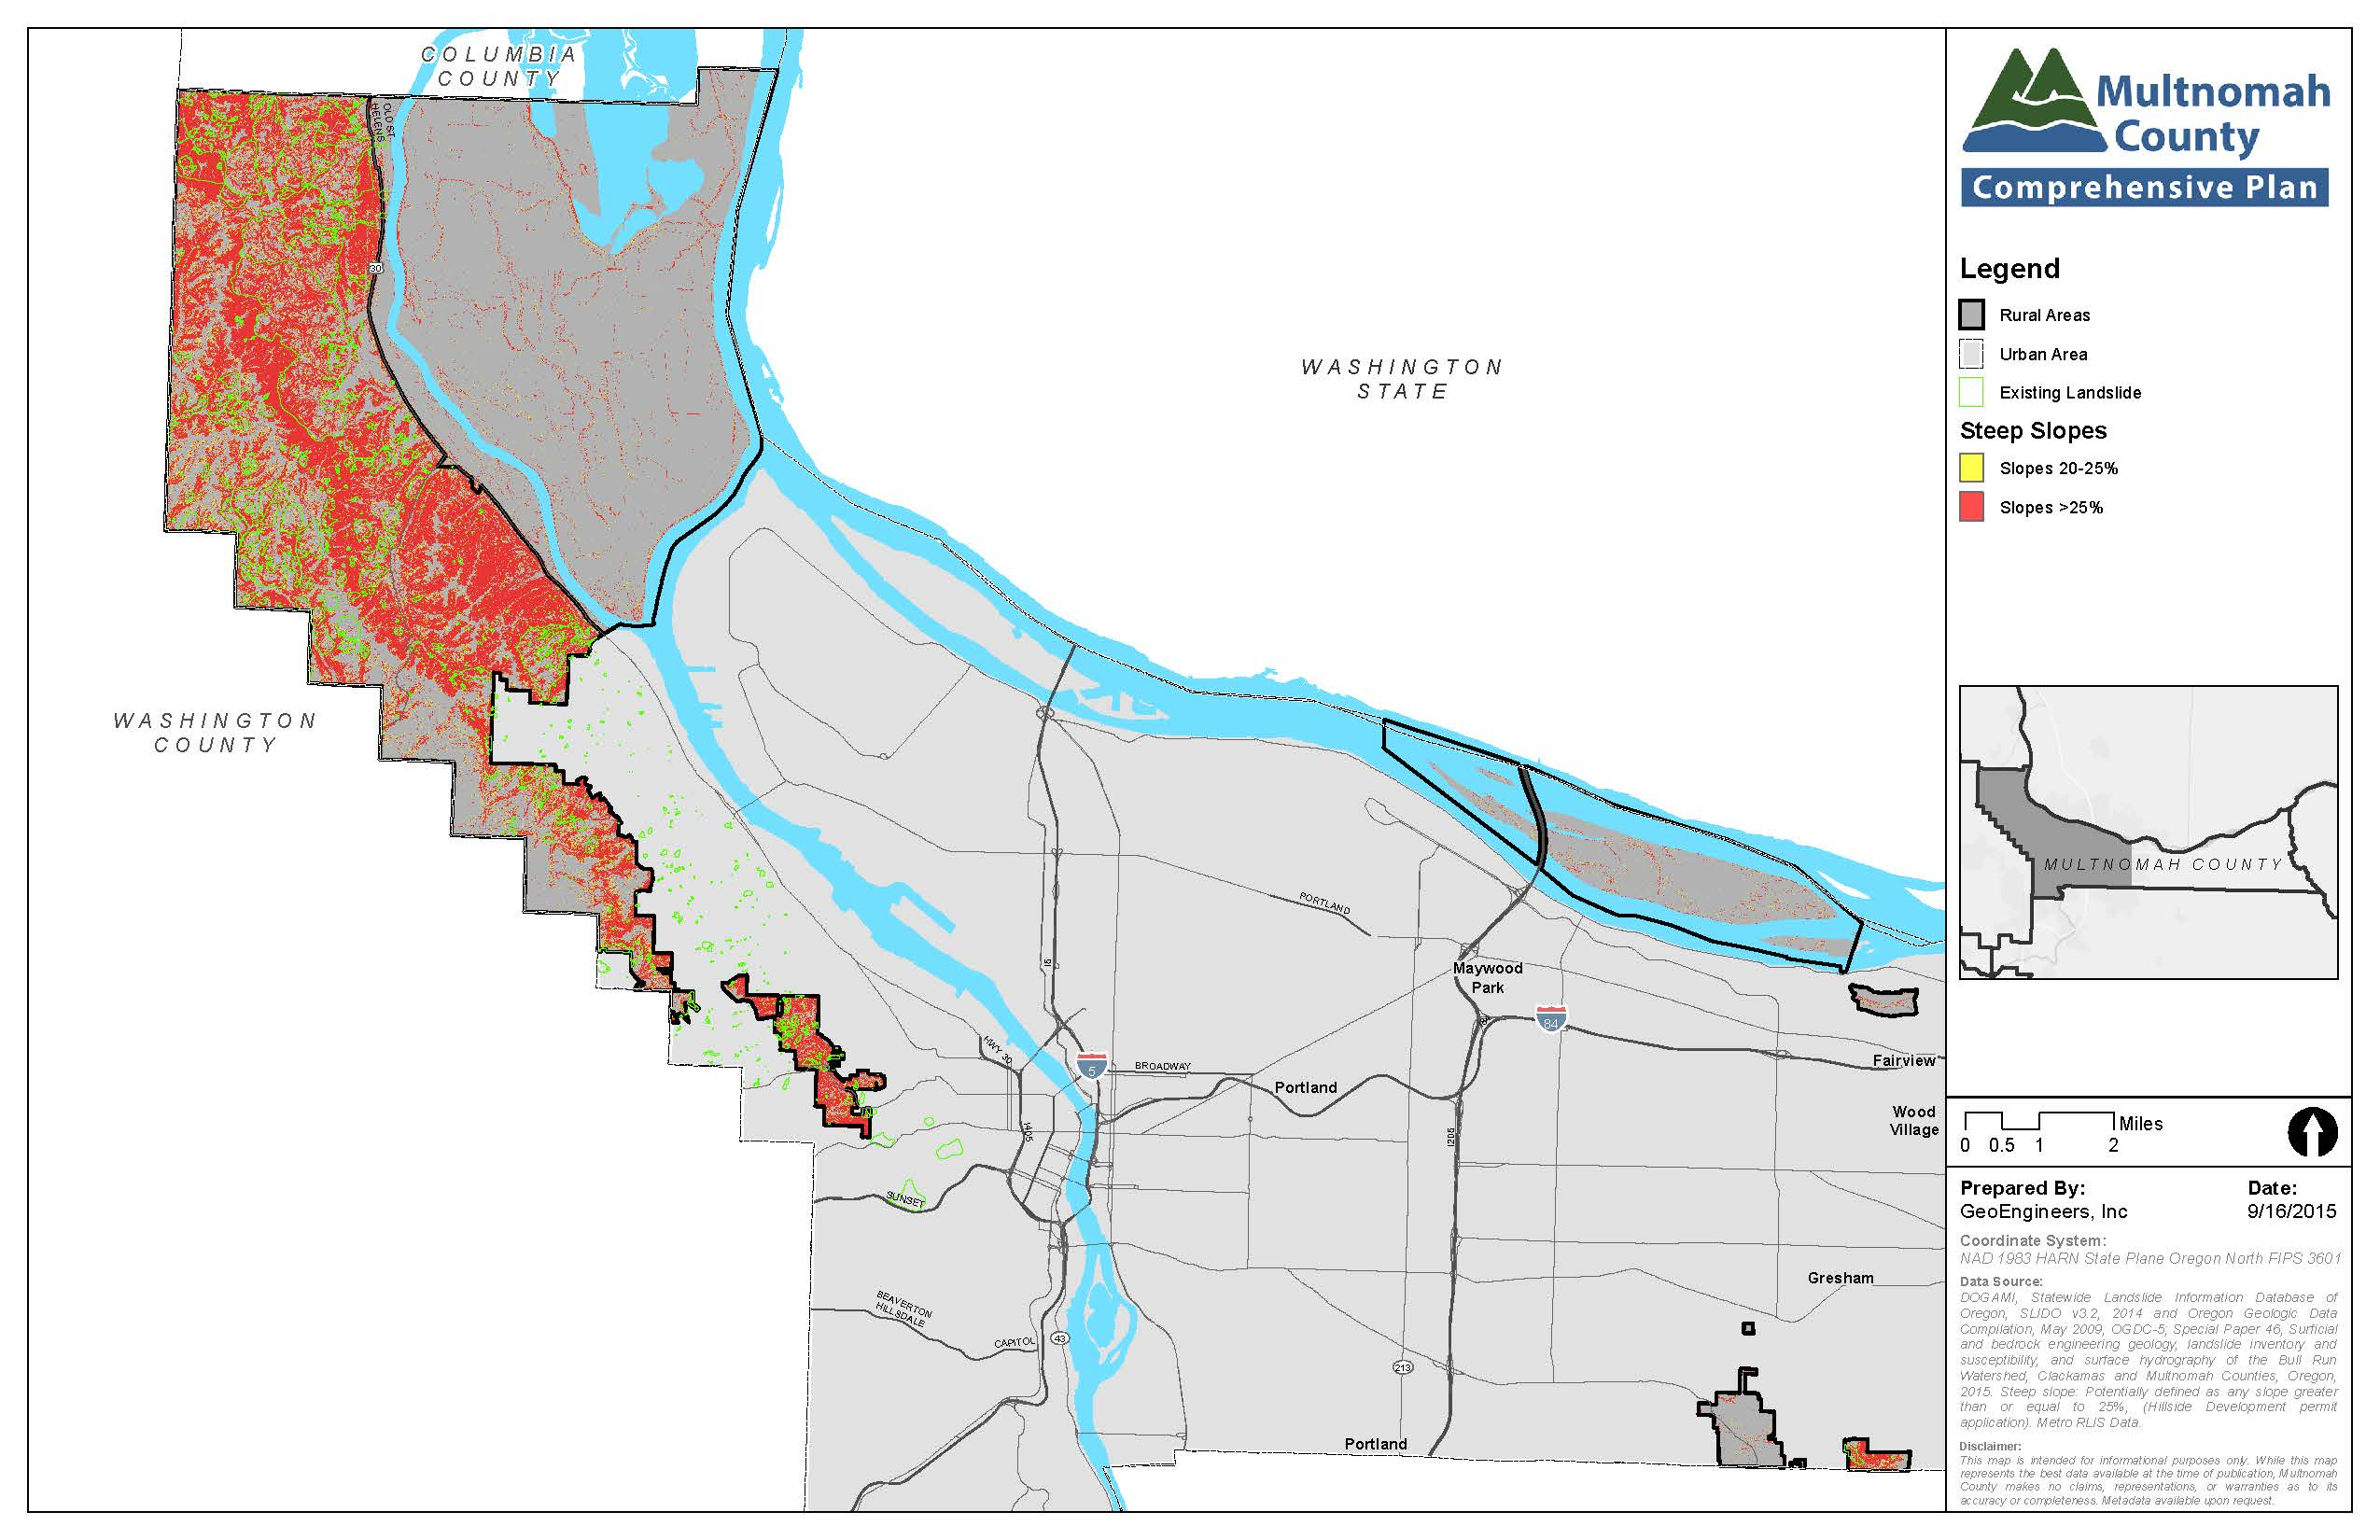 COLUMBIA
COUNTY
OLD ST
HELENS
30
WASHINGTON
STATE
WASHINGTON
COUNTY
PORTLAND
I5
Maywood
Park
84
HWY 30
5
BROADWAY
Fairview
Portland
Wood
Village
I405
I205
SUNSET
Gresham
BEAVERTON
HILLSDALE
CAPITOL
43
213
Portland
Multnomah
County
Comprehensive Plan
Legend
Rural Areas
Urban Area
Existing Landslide
Steep Slopes
Slopes 20-25%
Slopes >25%
MULTNOMAH COUNTY
Miles
0 0.5 1 2
Prepared By: Date:
GeoEngineers, Inc 9/16/2015
Coordinate System:
NAD 1983 HARN State Plane Oregon North FIPS 3601
Data Source:
DOGAMI, Statewide Landslide Information Database of
Oregon, SLIDO v3.2, 2014 and Oregon Geologic Data
Compilation, May 2009, OGDC-5; Special Paper 46, Surficial
and bedrock engineering geology, landslide inventory and
susceptibility, and surface hydrography of the Bull Run
Watershed, Clackamas and Multnomah Counties, Oregon,
2015. Steep slope: Potentially defined as any slope greater
than or equal to 25%, (Hillside Development permit
application). Metro RLIS Data.
Disclaimer:
This map is intended for informational purposes only. While this map
represents the best data available at the time of publication, Multnomah
County makes no claims, representations, or warranties as to its
accuracy or completeness. Metadata available upon request.